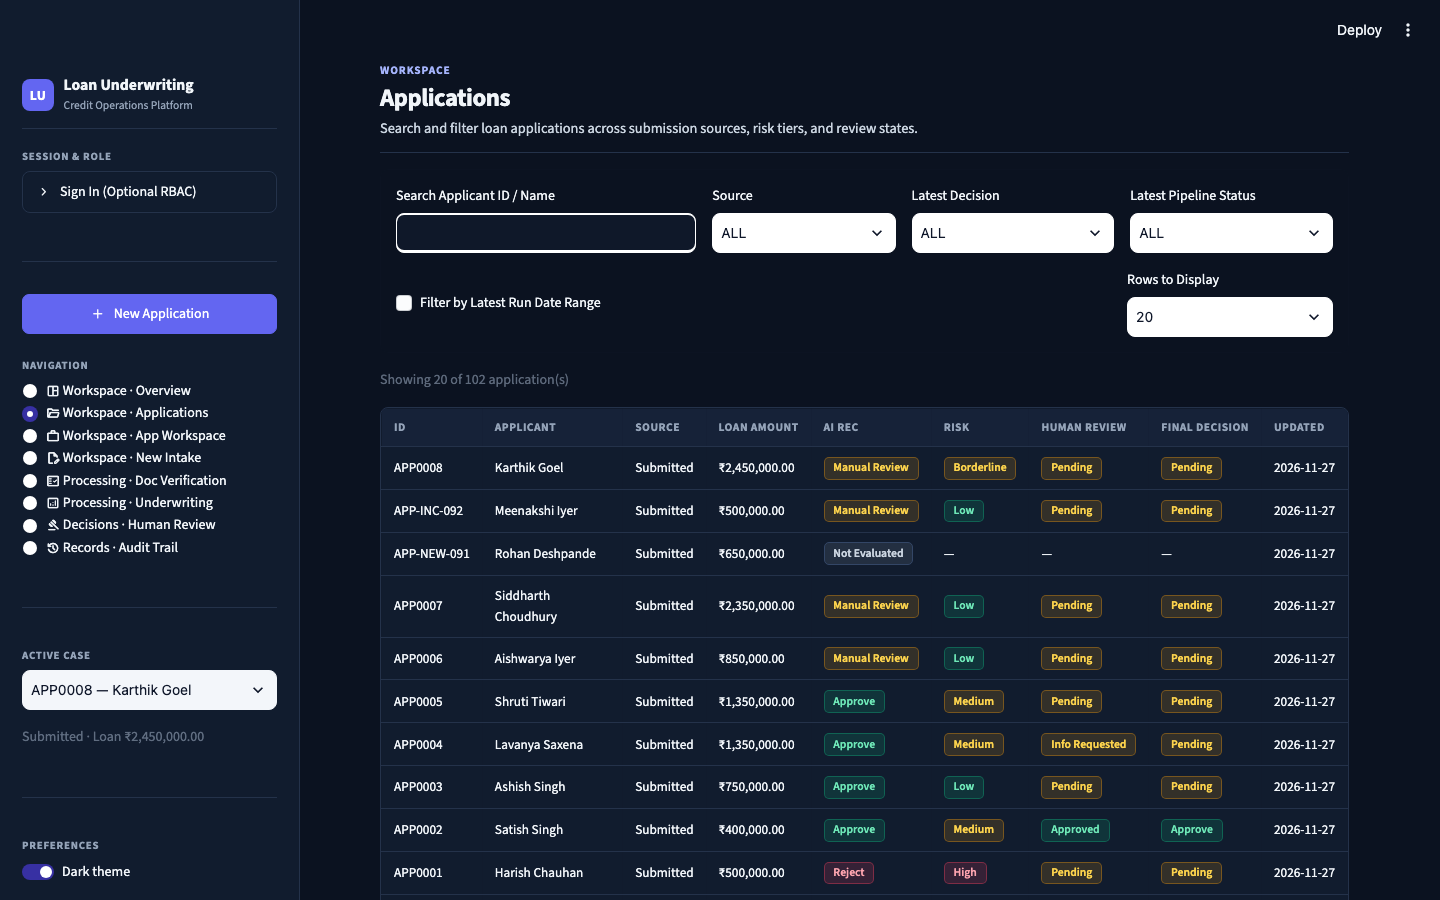 Deploy
LU
Loan Underwriting
Credit Operations Platform
SESSION & ROLE
Sign In (Optional RBAC)
+ New Application
NAVIGATION
Workspace · Overview
Workspace · Applications
Workspace · App Workspace
Workspace · New Intake
Processing · Doc Verification
Processing · Underwriting
Decisions · Human Review
Records · Audit Trail
ACTIVE CASE
APP0008 — Karthik Goel
Submitted · Loan ₹2,450,000.00
PREFERENCES
Dark theme
WORKSPACE
Applications
Search and filter loan applications across submission sources, risk tiers, and review states.
Search Applicant ID / Name Source Latest Decision Latest Pipeline Status
ALL ALL ALL
Rows to Display
Filter by Latest Run Date Range
20
Showing 20 of 102 application(s)
ID APPLICANT SOURCE LOAN AMOUNT AI REC RISK HUMAN REVIEW FINAL DECISION UPDATED
APP0008 Karthik Goel Submitted ₹2,450,000.00 Manual Review Borderline Pending Pending 2026-11-27
APP-INC-092 Meenakshi Iyer Submitted ₹500,000.00 Manual Review Low Pending Pending 2026-11-27
APP-NEW-091 Rohan Deshpande Submitted ₹650,000.00 Not Evaluated — — — 2026-11-27
APP0007 Siddharth Choudhury Submitted ₹2,350,000.00 Manual Review Low Pending Pending 2026-11-27
APP0006 Aishwarya Iyer Submitted ₹850,000.00 Manual Review Low Pending Pending 2026-11-27
APP0005 Shruti Tiwari Submitted ₹1,350,000.00 Approve Medium Pending Pending 2026-11-27
APP0004 Lavanya Saxena Submitted ₹1,350,000.00 Approve Medium Info Requested Pending 2026-11-27
APP0003 Ashish Singh Submitted ₹750,000.00 Approve Low Pending Pending 2026-11-27
APP0002 Satish Singh Submitted ₹400,000.00 Approve Medium Approved Approve 2026-11-27
APP0001 Harish Chauhan Submitted ₹500,000.00 Reject High Pending Pending 2026-11-27